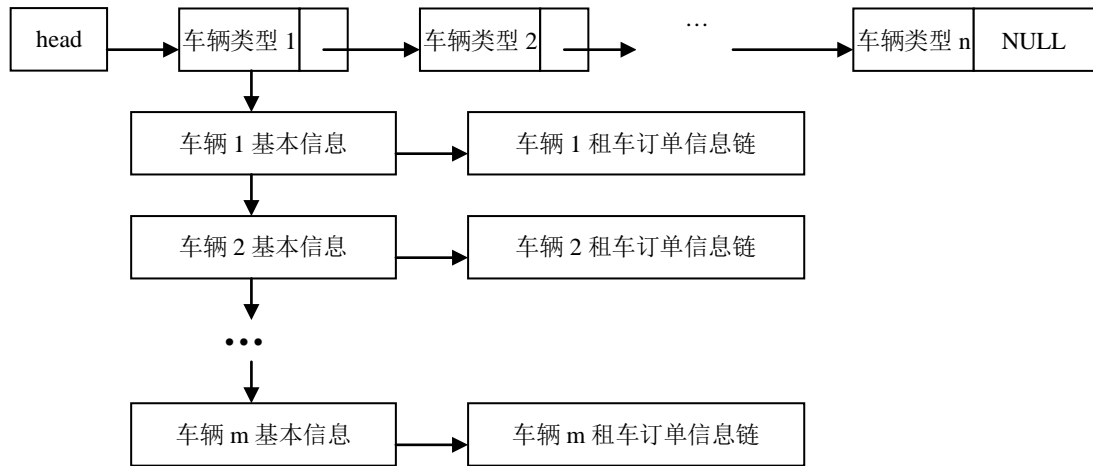 head
车辆类型 1
车辆类型 2
…
车辆类型 n
NULL
车辆 1 基本信息
车辆 1 租车订单信息链
车辆 2 基本信息
车辆 2 租车订单信息链
…
车辆 m 基本信息
车辆 m 租车订单信息链